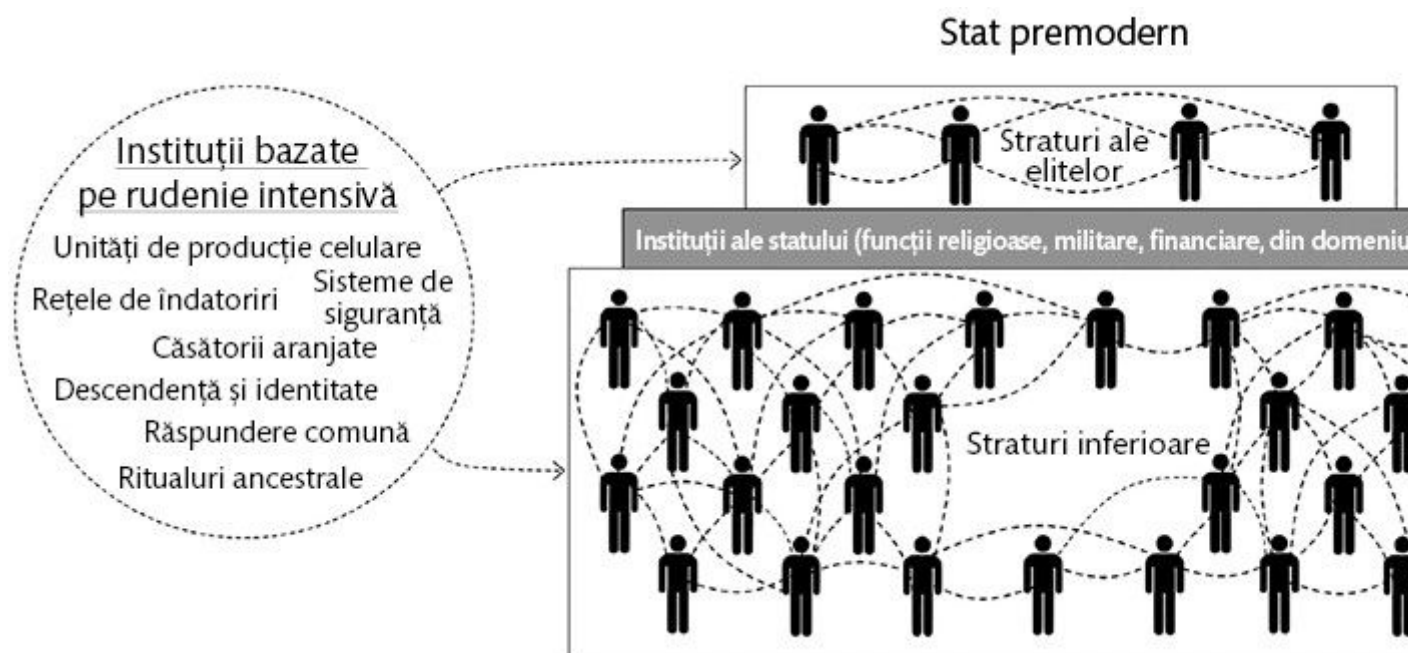 Stat premodern
Instituții bazate
pe rudenie intensivă
Unități de producție celulare
Rețele de îndatoriri
Sisteme de
siguranță
Căsătorii aranjate
Descendență și identitate
Răspundere comună
Ritualuri ancestrale
Straturi ale
elitelor
Instituții ale statului (funcții religioase, militare, financiare, din domeniu
Straturi inferioare